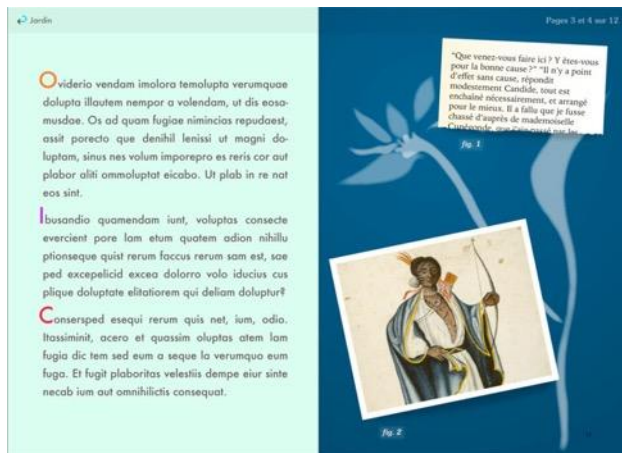 Jardin
Pages 3 et 4 sur 12
Oviderio vendam imolora temolupta verumquae
dolupta illautem nempor a volendam, ut dis eosa-
musdae. Os ad quam fugiae nimincias repudaest,
assit porecto que denihil lenissi ut magni do-
luptam, sinus nes volum imporepro es reris cor aut
plabor aliti ommoluptat eicabo. Ut plab in re nat
eos sint.
Ibusandio quamendam iunt, voluptas consecte
evercient pore lam etum quatem adion nihillu
ptionseque quist rerum faccus rerum sam est, sae
ped excepelicid excea dolorro volo iducius cus
plique doluptate elitatiorem qui deliam doluptur?
Consersped esequi rerum quis net, ium, odio.
Itassiminit, acero et quassim oluptas atem lam
fugia dic tem sed eum a seque la verumquo eum
fuga. Et fugit plaboritas velestiis dempe eiur sinte
necab ium aut omnihilictis consequat.
"Que venez-vous faire ici ? Y êtes-vous
pour la bonne cause ?" "Il n'y a point
d'effet sans cause, répondit
modestement Candide, tout est
enchaîné nécessairement, et arrangé
pour le mieux. Il a fallu que je fusse
chassé d'auprès de mademoiselle
fig. 1
fig. 2